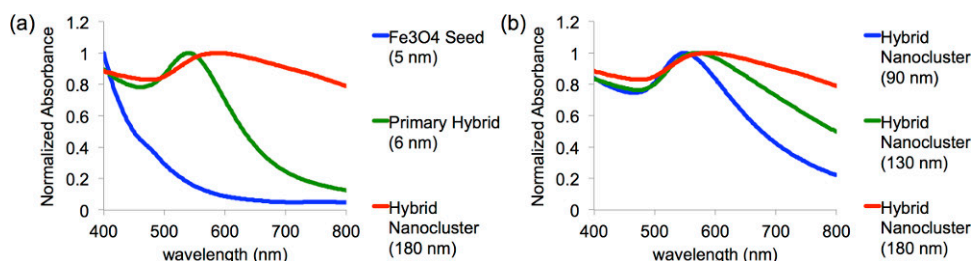 (a)
Normalized Absorbance
1.2
1
0.8
0.6
0.4
0.2
0
400 500 600 700 800
wavelength (nm)
Fe3O4 Seed
(5 nm)
Primary Hybrid
(6 nm)
Hybrid
Nanocluster
(180 nm)
(b)
Normalized Absorbance
1.2
1
0.8
0.6
0.4
0.2
0
400 500 600 700 800
wavelength (nm)
Hybrid
Nanocluster
(90 nm)
Hybrid
Nanocluster
(130 nm)
Hybrid
Nanocluster
(180 nm)